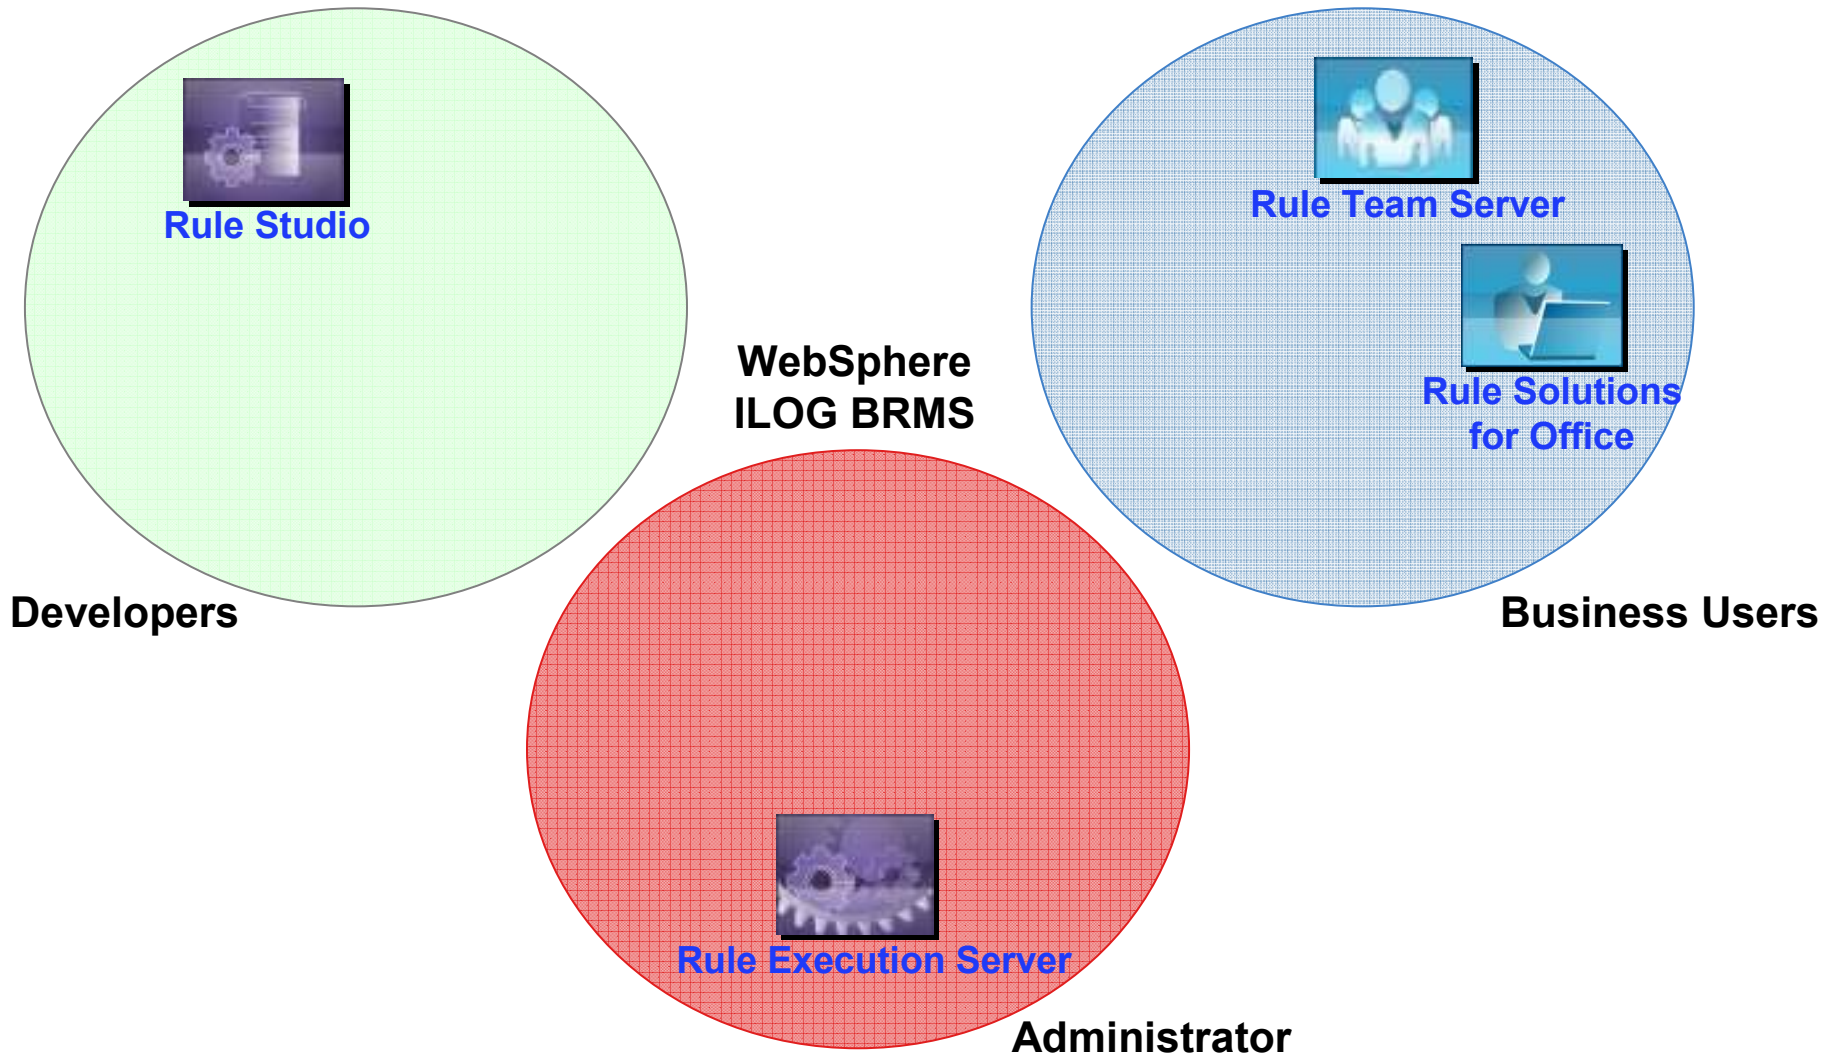 Rule Studio
Rule Team Server
Rule Solutions
for Office
WebSphere
ILOG BRMS
Developers
Business Users
Rule Execution Server
Administrator